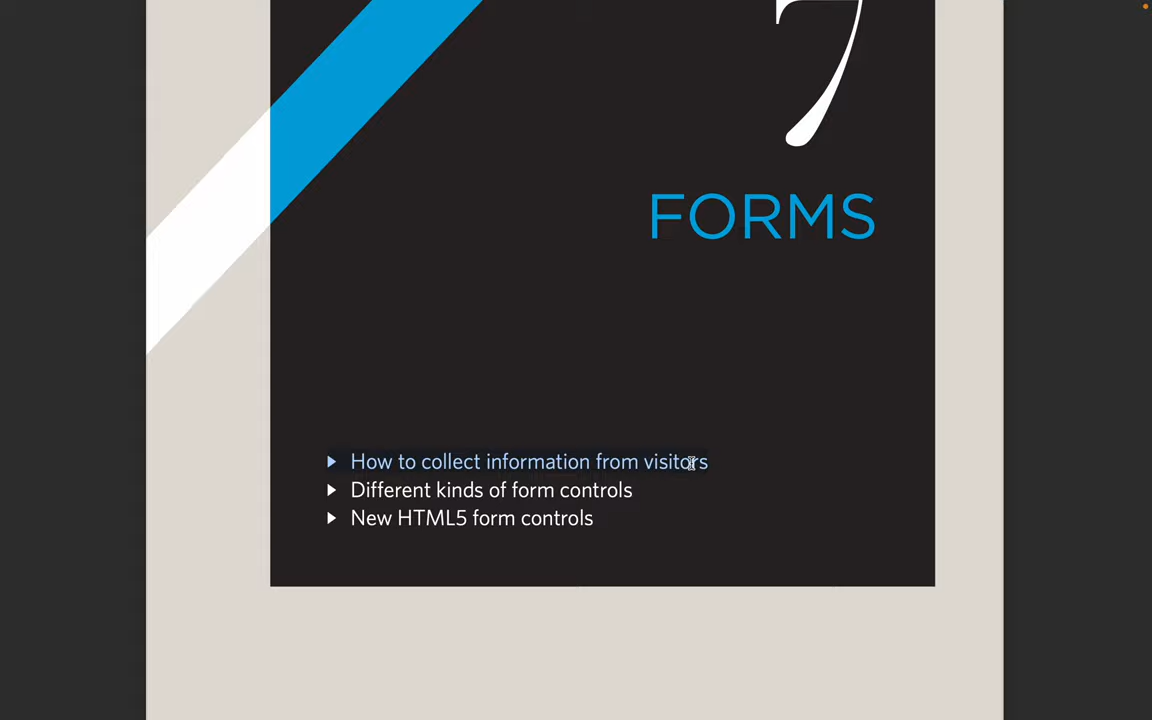 7
FORMS
How to collect information from visitors
Different kinds of form controls
New HTML5 form controls